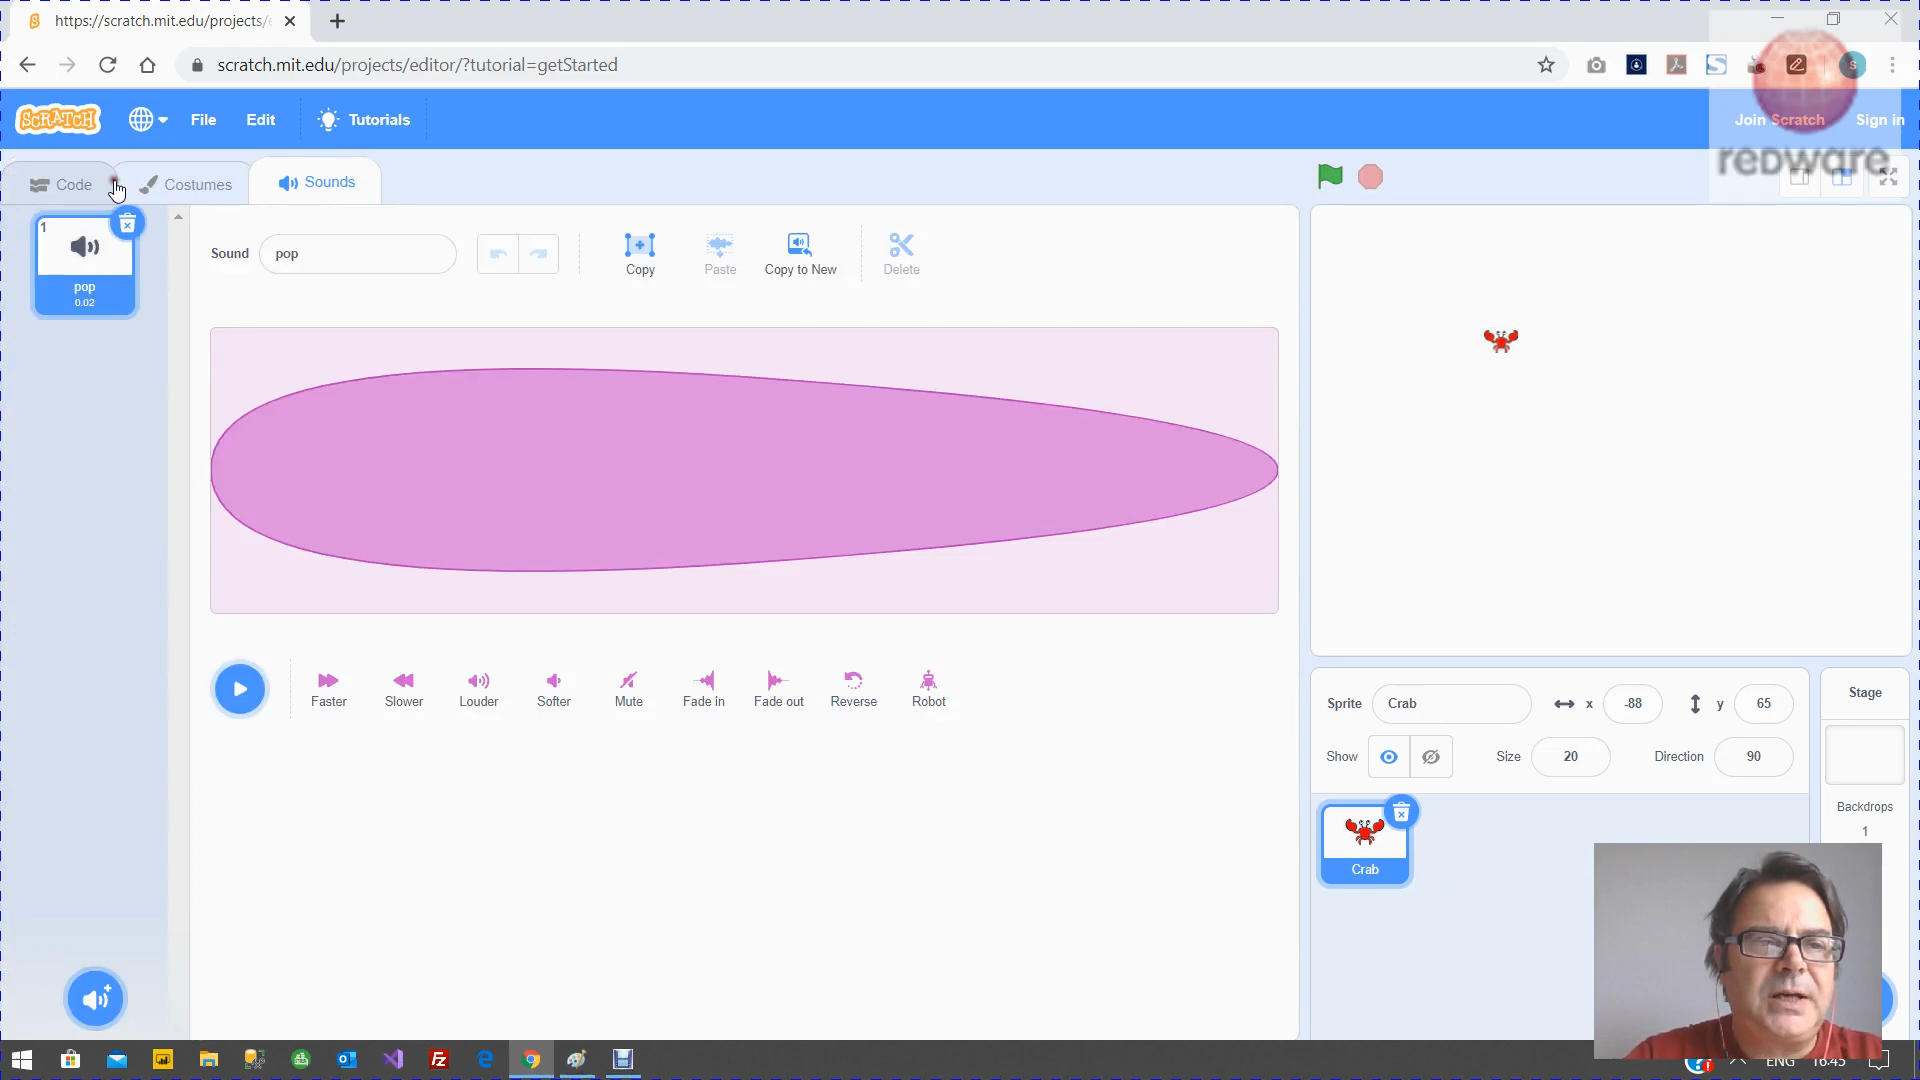 https://scratch.mit.edu/projects/e
scratch.mit.edu/projects/editor/?tutorial=getStarted
SCRATCH
File
Edit
Tutorials
Join Scratch
Sign in
redware
Code
Costumes
Sounds
1
pop
0.02
Sound
pop
Copy
Paste
Copy to New
Delete
Faster
Slower
Louder
Softer
Mute
Fade in
Fade out
Reverse
Robot
Sprite
Crab
x
-88
y
65
Show
Size
20
Direction
90
Crab
Stage
Backdrops
1
ENG
16:45